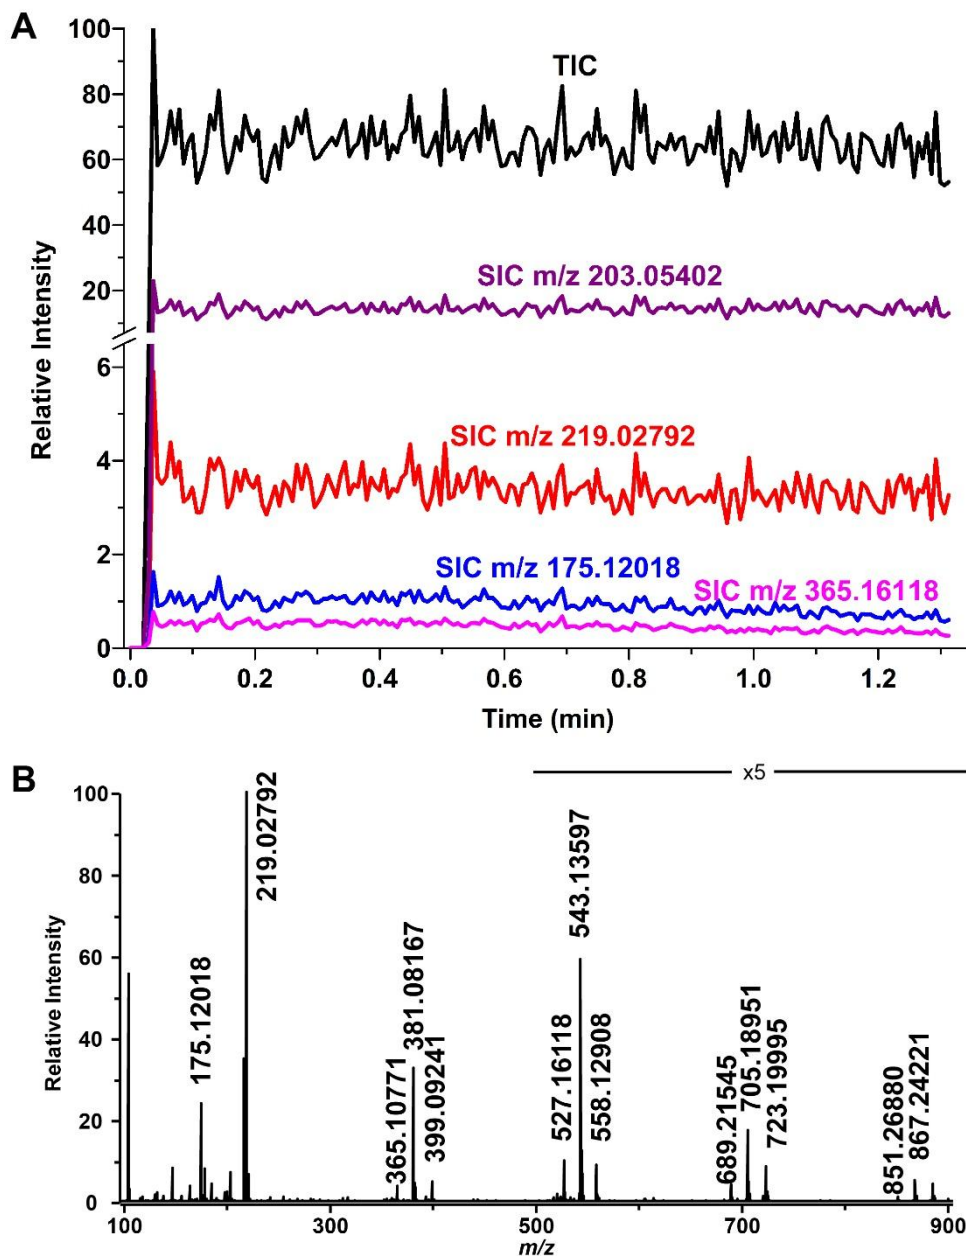 A
100
80
60
40
20
6
4
2
0
Relative Intensity
TIC
SIC m/z 203.05402
SIC m/z 219.02792
SIC m/z 175.12018
SIC m/z 365.16118
0.0 0.2 0.4 0.6 0.8 1.0 1.2
Time (min)
B
x5
100
80
60
40
20
0
Relative Intensity
175.12018
219.02792
365.10771
381.08167
399.09241
527.16118
543.13597
558.12908
689.21545
705.18951
723.19995
851.26880
867.24221
100 300 500 700 900
m/z